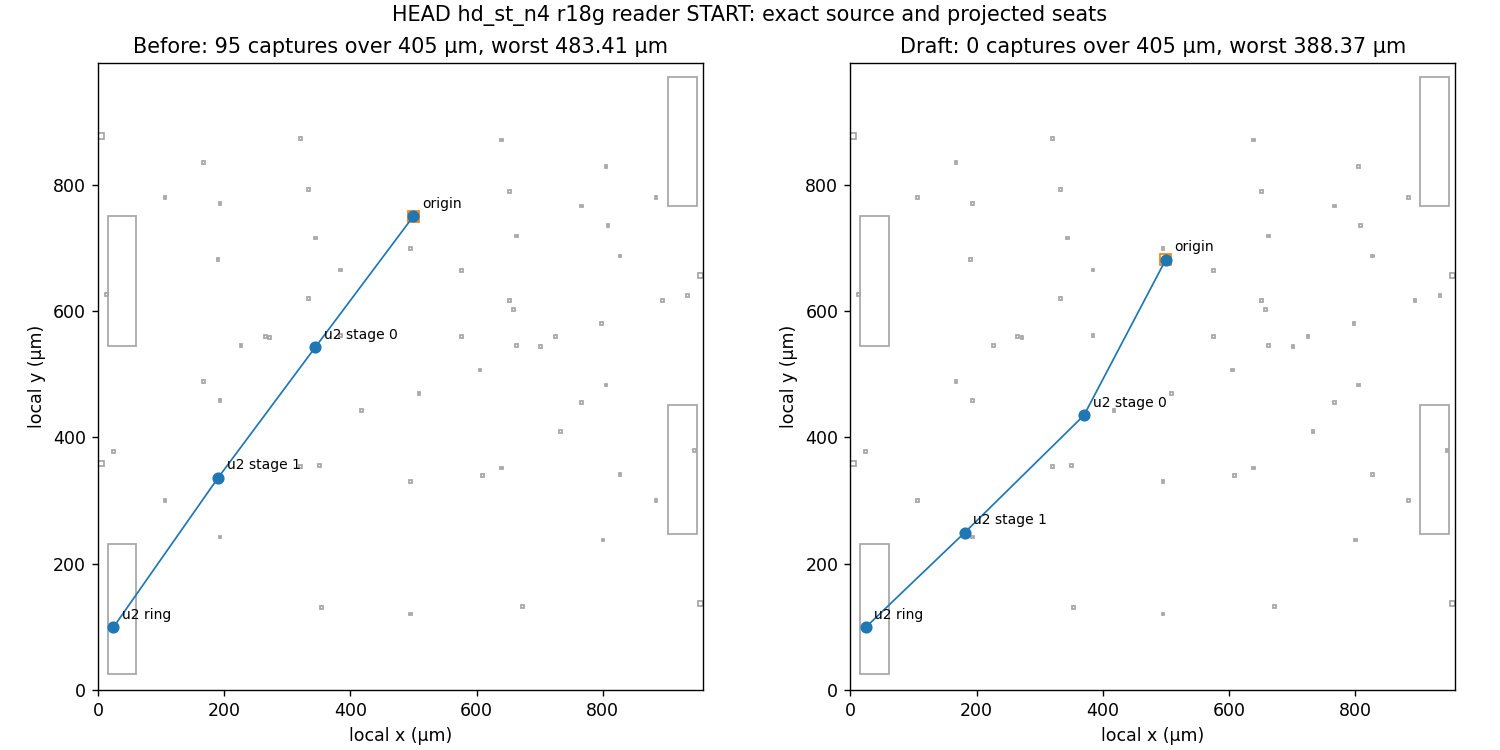 HEAD hd_st_n4 r18g reader START: exact source and projected seats
Before: 95 captures over 405 µm, worst 483.41 µm
origin
u2 stage 0
u2 stage 1
u2 ring
0
200
400
600
800
0
200
400
600
800
local x (µm)
local y (µm)
Draft: 0 captures over 405 µm, worst 388.37 µm
origin
u2 stage 0
u2 stage 1
u2 ring
0
200
400
600
800
0
200
400
600
800
local x (µm)
local y (µm)